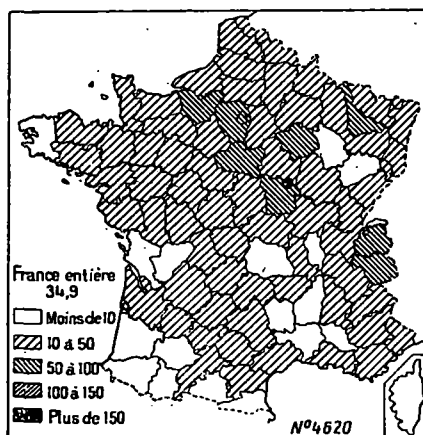 France entière
34,9
Moins de 10
10 à 50
50 à 100
100 à 150
Plus de 150
N°4620